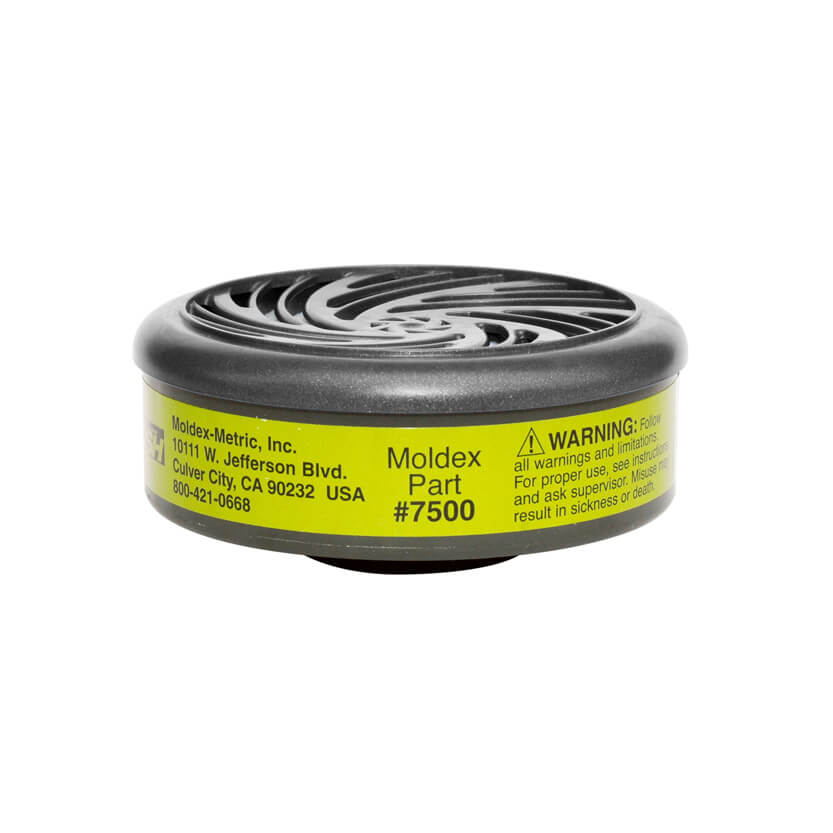 Moldex-Metric, Inc.
10111 W. Jefferson Blvd.
Culver City, CA 90232 USA
800-421-0668
Moldex
Part
#7500
WARNING: Follow
all warnings and limitations.
For proper use, see instructions
and ask supervisor. Misuse may
result in sickness or death.